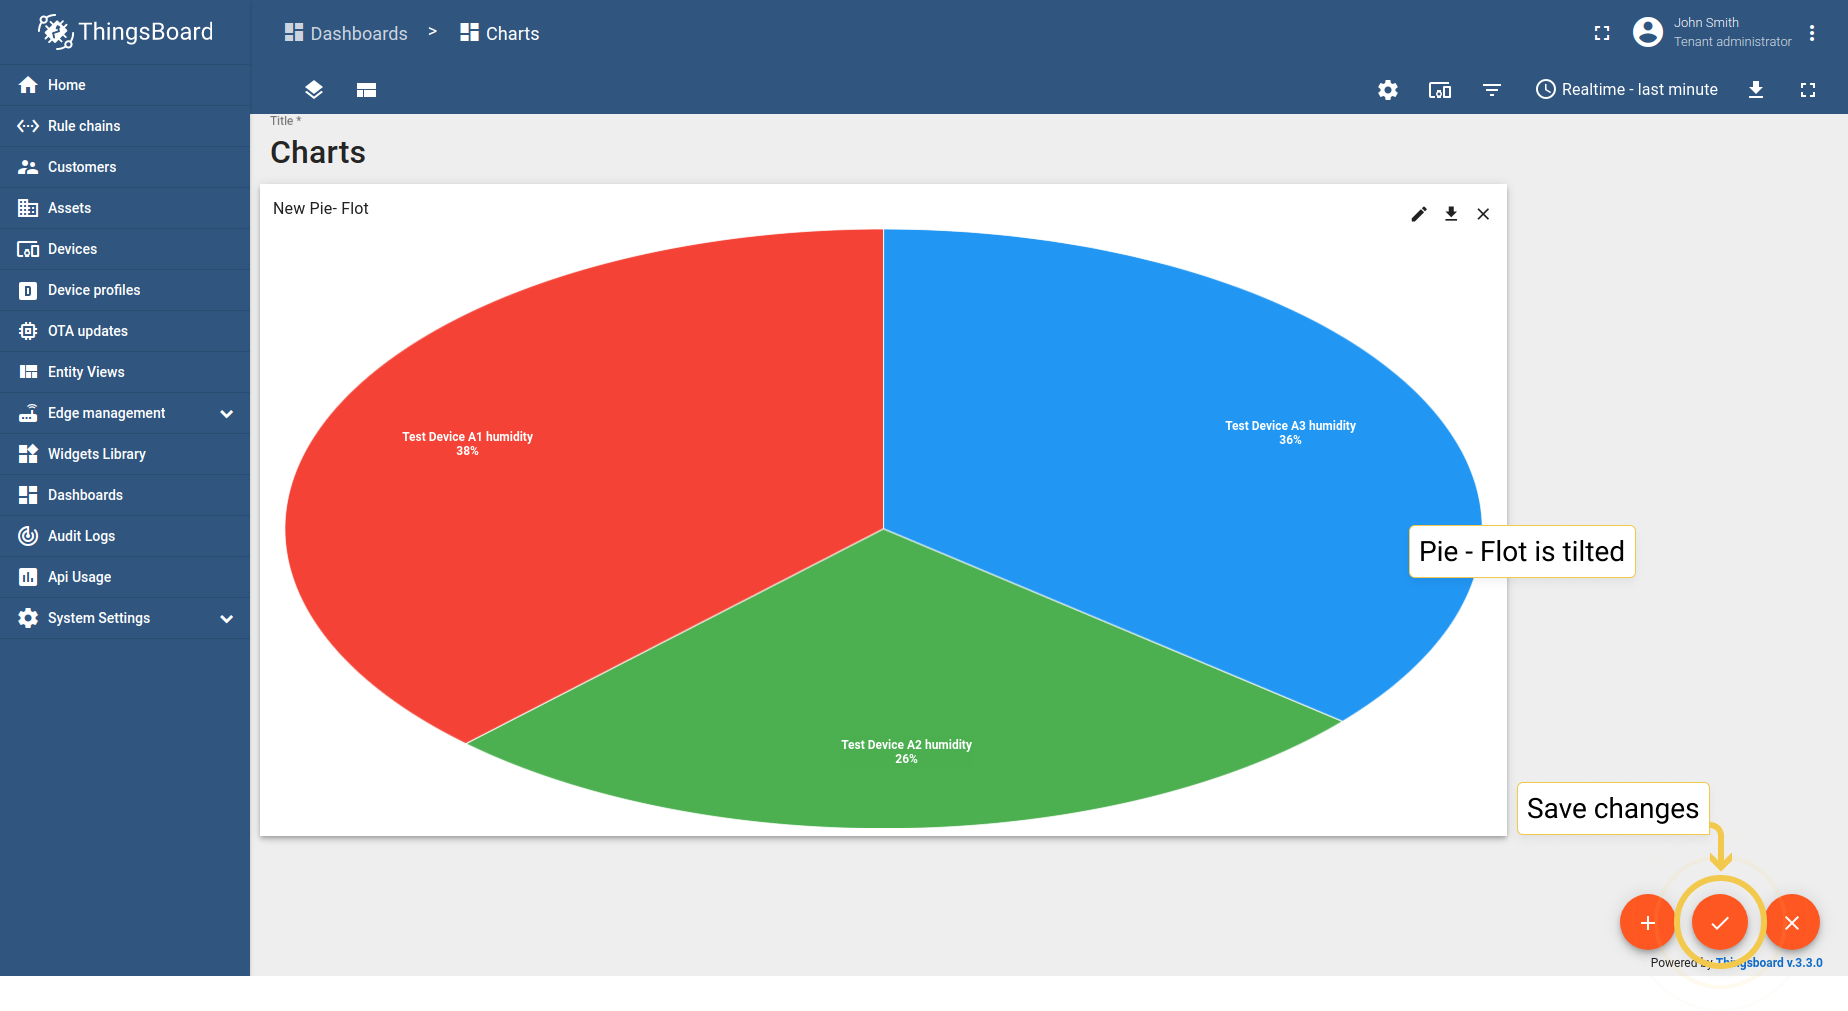 ThingsBoard
Dashboards > Charts
John Smith
Tenant administrator
Realtime - last minute
Home
Rule chains
Customers
Assets
Devices
Device profiles
OTA updates
Entity Views
Edge management
Widgets Library
Dashboards
Audit Logs
Api Usage
System Settings
Title *
Charts
New Pie- Flot
Test Device A1 humidity
38%
Test Device A3 humidity
36%
Test Device A2 humidity
26%
Pie - Flot is tilted
Save changes
Powered by Thingsboard v.3.3.0